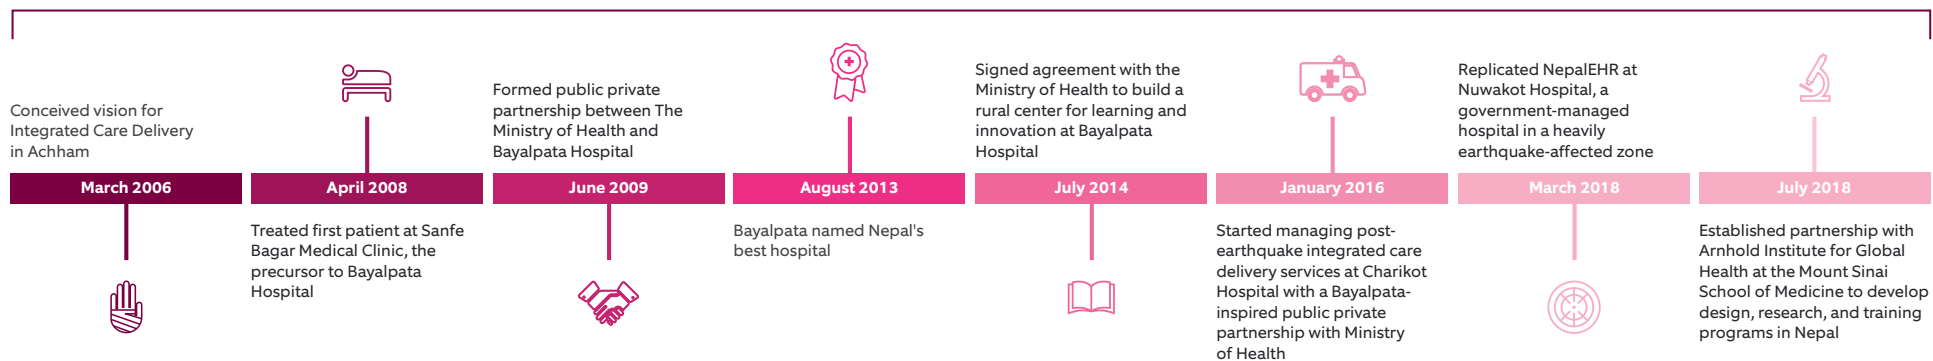 Conceived vision for
Integrated Care Delivery
in Achham
March 2006
April 2008
Treated first patient at Sanfe
Bagar Medical Clinic, the
precursor to Bayalpata
Hospital
Formed public private
partnership between The
Ministry of Health and
Bayalpata Hospital
June 2009
August 2013
Bayalpata named Nepal's
best hospital
Signed agreement with the
Ministry of Health to build a
rural center for learning and
innovation at Bayalpata
Hospital
July 2014
January 2016
Started managing post-
earthquake integrated care
delivery services at Charikot
Hospital with a Bayalpata-
inspired public private
partnership with Ministry
of Health
Replicated NepalEHR at
Nuwakot Hospital, a
government-managed
hospital in a heavily
earthquake-affected zone
March 2018
July 2018
Established partnership with
Arnhold Institute for Global
Health at the Mount Sinai
School of Medicine to develop
design, research, and training
programs in Nepal